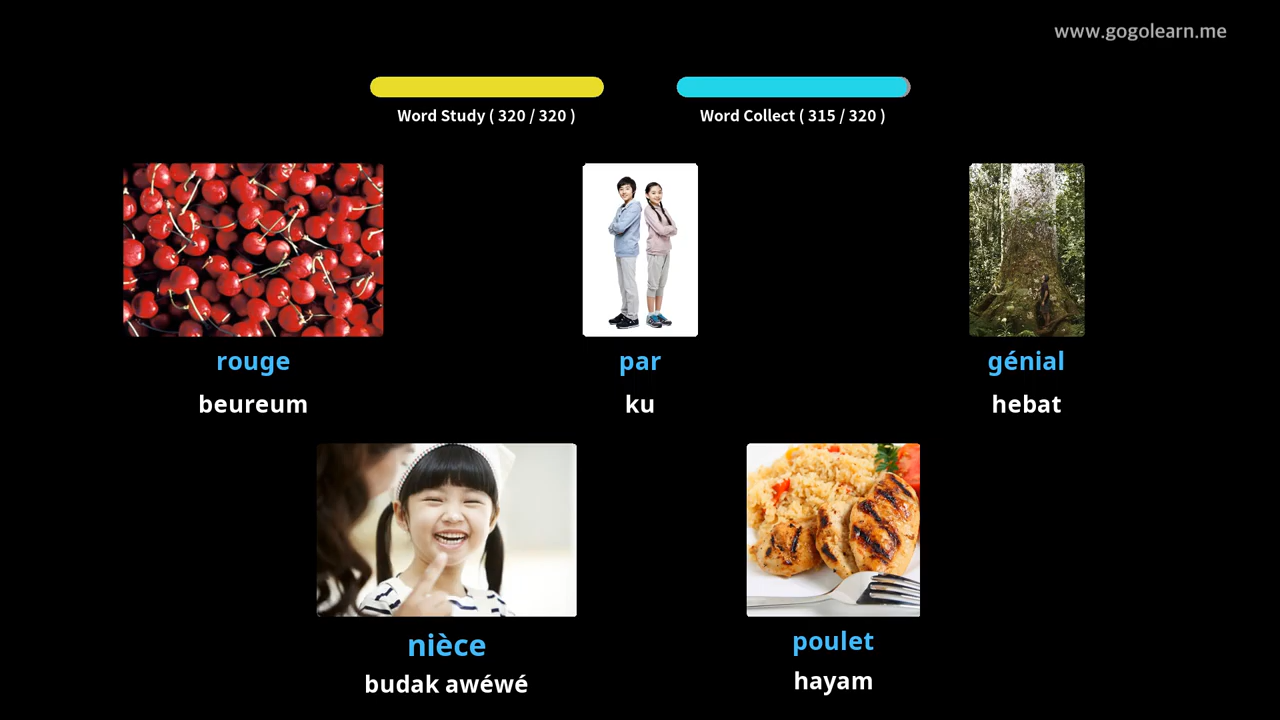 www.gogolearn.me
Word Study ( 320 / 320 )
Word Collect ( 315 / 320 )
rouge
beureum
par
ku
génial
hebat
nièce
budak awéwé
poulet
hayam